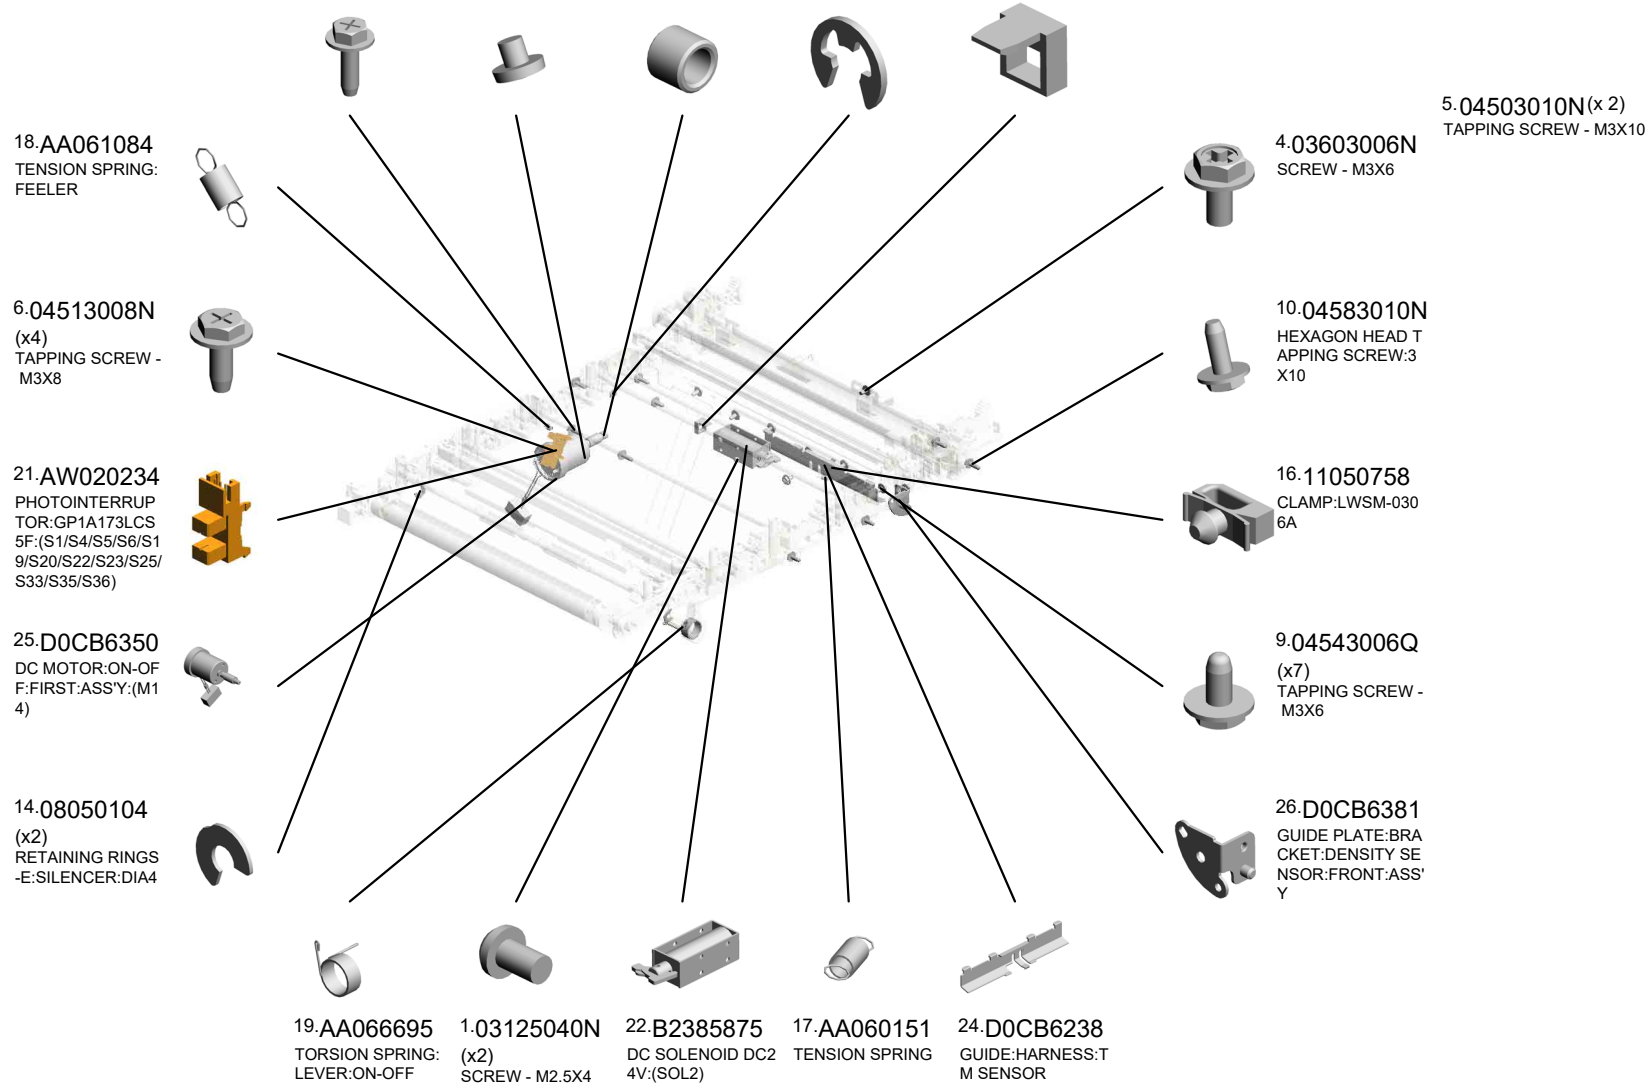 5.04503010N (x 2)
TAPPING SCREW - M3X10
18.AA061084
TENSION SPRING:
FEELER
4.03603006N
SCREW - M3X6
6.04513008N
(x4)
TAPPING SCREW -
M3X8
10.04583010N
HEXAGON HEAD T
APPING SCREW:3
X10
21.AW020234
PHOTOINTERRUP
TOR:GP1A173LCS
5F:(S1/S4/S5/S6/S1
9/S20/S22/S23/S25/
S33/S35/S36)
16.11050758
CLAMP:LWSM-030
6A
25.D0CB6350
DC MOTOR:ON-OF
F:FIRST:ASS'Y:(M1
4)
9.04543006Q
(x7)
TAPPING SCREW -
M3X6
14.08050104
(x2)
RETAINING RINGS
-E:SILENCER:DIA4
26.D0CB6381
GUIDE PLATE:BRA
CKET:DENSITY SE
NSOR:FRONT:ASS'
Y
19.AA066695
TORSION SPRING:
LEVER:ON-OFF
1.03125040N
(x2)
SCREW - M2.5X4
22.B2385875
DC SOLENOID DC2
4V:(SOL2)
17.AA060151
TENSION SPRING
24.D0CB6238
GUIDE:HARNESS:T
M SENSOR